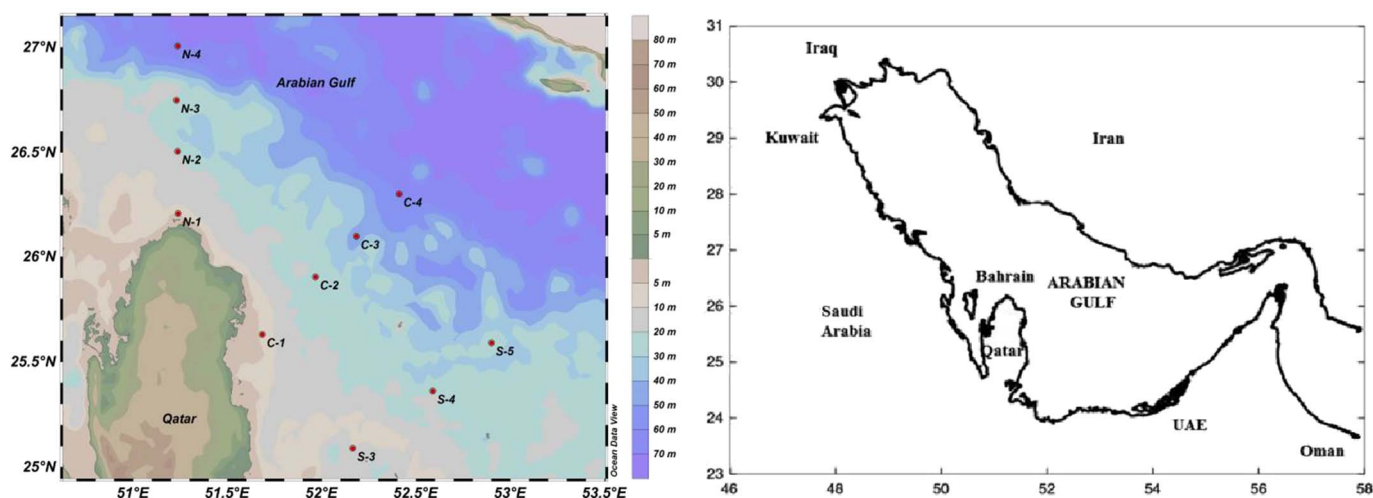 27°N
26.5°N
26°N
25.5°N
25°N
N-4
Arabian Gulf
N-3
N-2
C-4
N-1
C-3
C-2
C-1
S-5
S-4
Qatar
S-3
51°E
51.5°E
52°E
52.5°E
53°E
53.5°E
Ocean Data View
80 m
70 m
60 m
50 m
40 m
30 m
20 m
10 m
5 m
5 m
10 m
20 m
30 m
40 m
50 m
60 m
70 m
31
30
29
28
27
26
25
24
23
Iraq
Kuwait
Iran
Bahrain
ARABIAN
GULF
Saudi
Arabia
Qatar
UAE
Oman
46
48
50
52
54
56
58